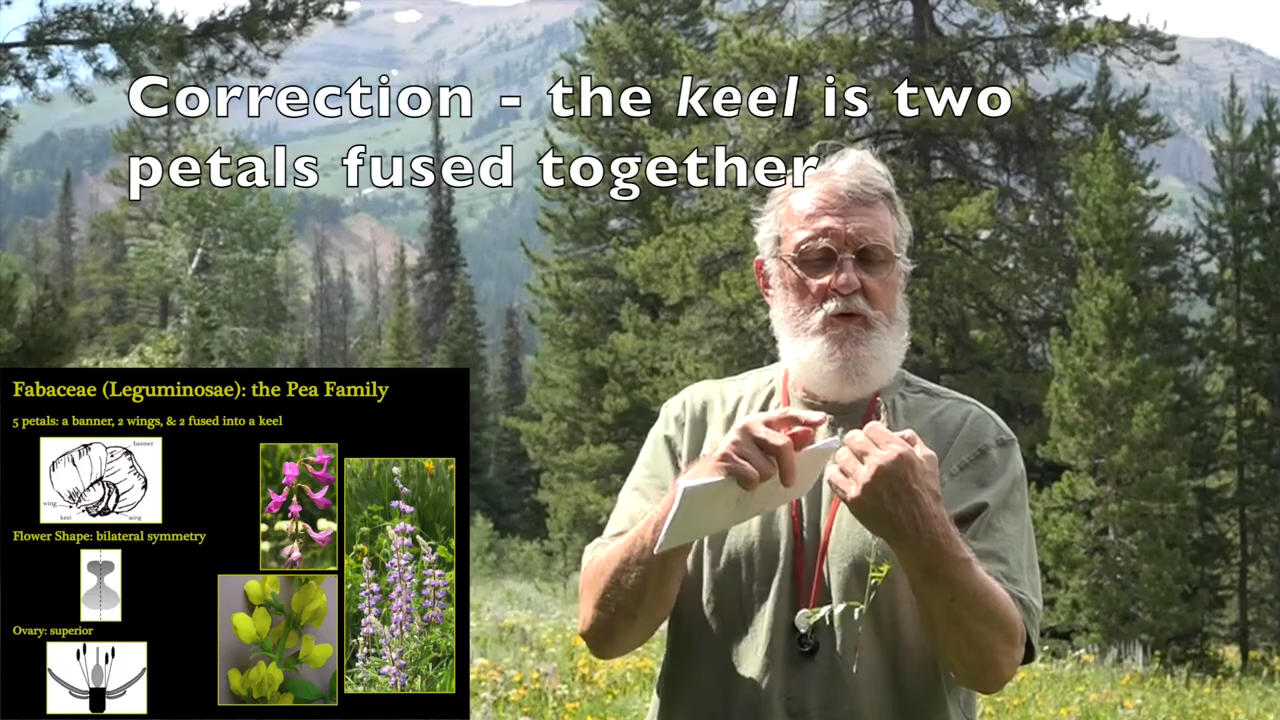 Correction - the keel is two
petals fused together
Fabaceae (Leguminosae): the Pea Family
5 petals: a banner, 2 wings, & 2 fused into a keel
banner
wing
keel
wing
Flower Shape: bilateral symmetry
Ovary: superior